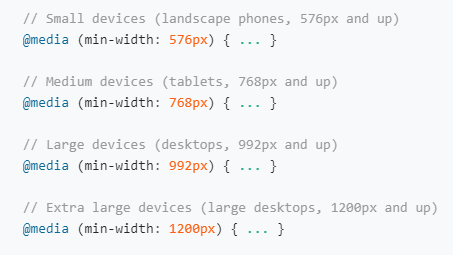 // Small devices (landscape phones, 576px and up)
@media (min-width: 576px) { ... }
// Medium devices (tablets, 768px and up)
@media (min-width: 768px) { ... }
// Large devices (desktops, 992px and up)
@media (min-width: 992px) { ... }
// Extra large devices (large desktops, 1200px and up)
@media (min-width: 1200px) { ... }